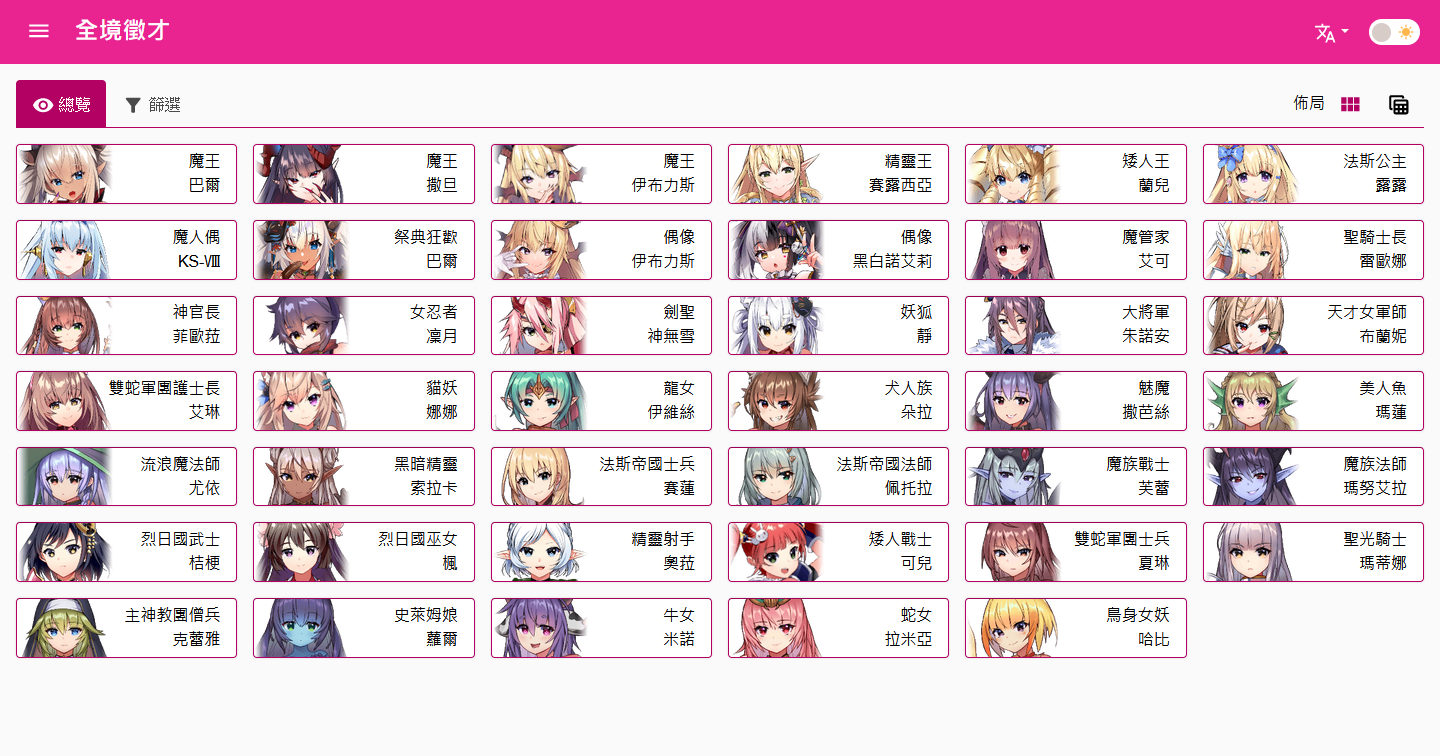 全境徵才
總覽
篩選
佈局
魔王
巴爾
魔王
撒旦
魔王
伊布力斯
精靈王
賽露西亞
矮人王
蘭兒
法斯公主
露露
魔人偶
KS-Ⅷ
祭典狂歡
巴爾
偶像
伊布力斯
偶像
黑白諾艾莉
魔管家
艾可
聖騎士長
雷歐娜
神官長
菲歐菈
女忍者
凜月
劍聖
神無雪
妖狐
靜
大將軍
朱諾安
天才女軍師
布蘭妮
雙蛇軍團護士長
艾琳
貓妖
娜娜
龍女
伊維絲
犬人族
朵拉
魅魔
撒芭絲
美人魚
瑪蓮
流浪魔法師
尤依
黑暗精靈
索拉卡
法斯帝國士兵
賽蓮
法斯帝國法師
佩托拉
魔族戰士
芙蕾
魔族法師
瑪努艾拉
烈日國武士
桔梗
烈日國巫女
楓
精靈射手
奧菈
矮人戰士
可兒
雙蛇軍團士兵
夏琳
聖光騎士
瑪蒂娜
主神教團僧兵
克蕾雅
史萊姆娘
蘿爾
牛女
米諾
蛇女
拉米亞
鳥身女妖
哈比